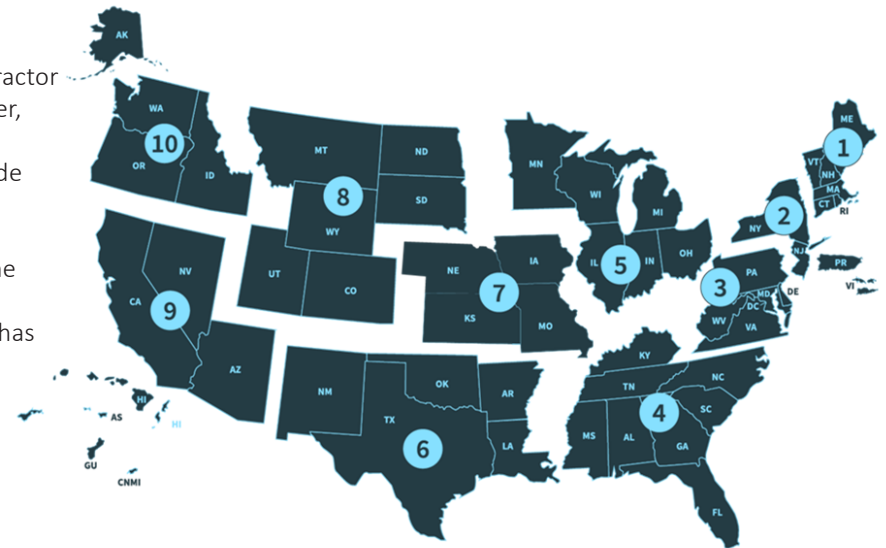 ractor
er,
de
has
AK
WA
OR
ID
10
MT
ND
SD
WY
8
UT
CO
NV
CA
AZ
9
HI
HI
AS
GU
CNMI
NE
IA
KS
MO
7
NM
OK
TX
AR
LA
6
MN
WI
MI
IL
IN
OH
5
KY
TN
NC
SC
MS
AL
GA
FL
4
PA
MD
DE
DC
WV
VA
3
NY
NJ
PR
VI
2
ME
VT
NH
MA
CT
RI
1